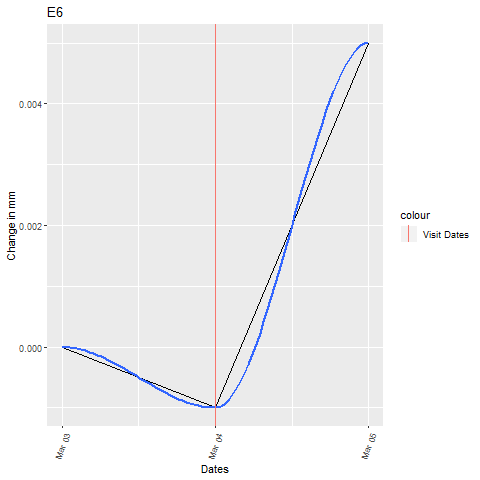 E6
0.004
0.002
0.000
Change in mm
Mar 03
Mar 04
Mar 05
Dates
colour
Visit Dates